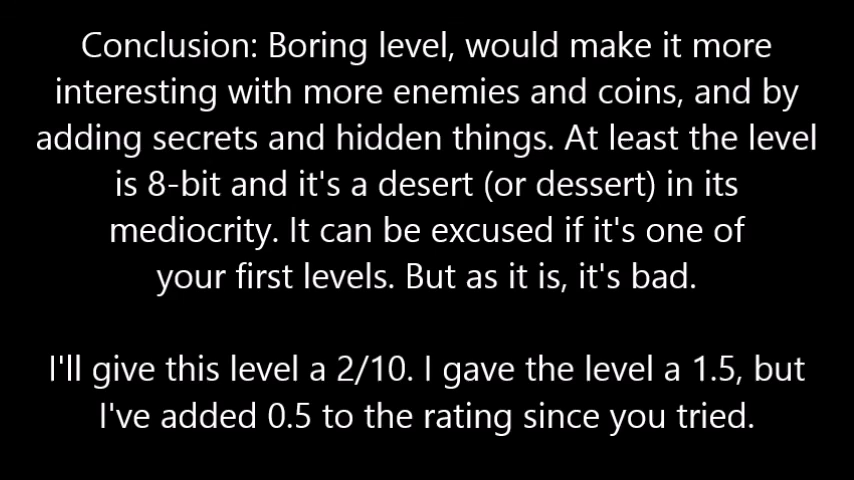 Conclusion: Boring level, would make it more
interesting with more enemies and coins, and by
adding secrets and hidden things. At least the level
is 8-bit and it's a desert (or dessert) in its
mediocrity. It can be excused if it's one of
your first levels. But as it is, it's bad.
I'll give this level a 2/10. I gave the level a 1.5, but
I've added 0.5 to the rating since you tried.